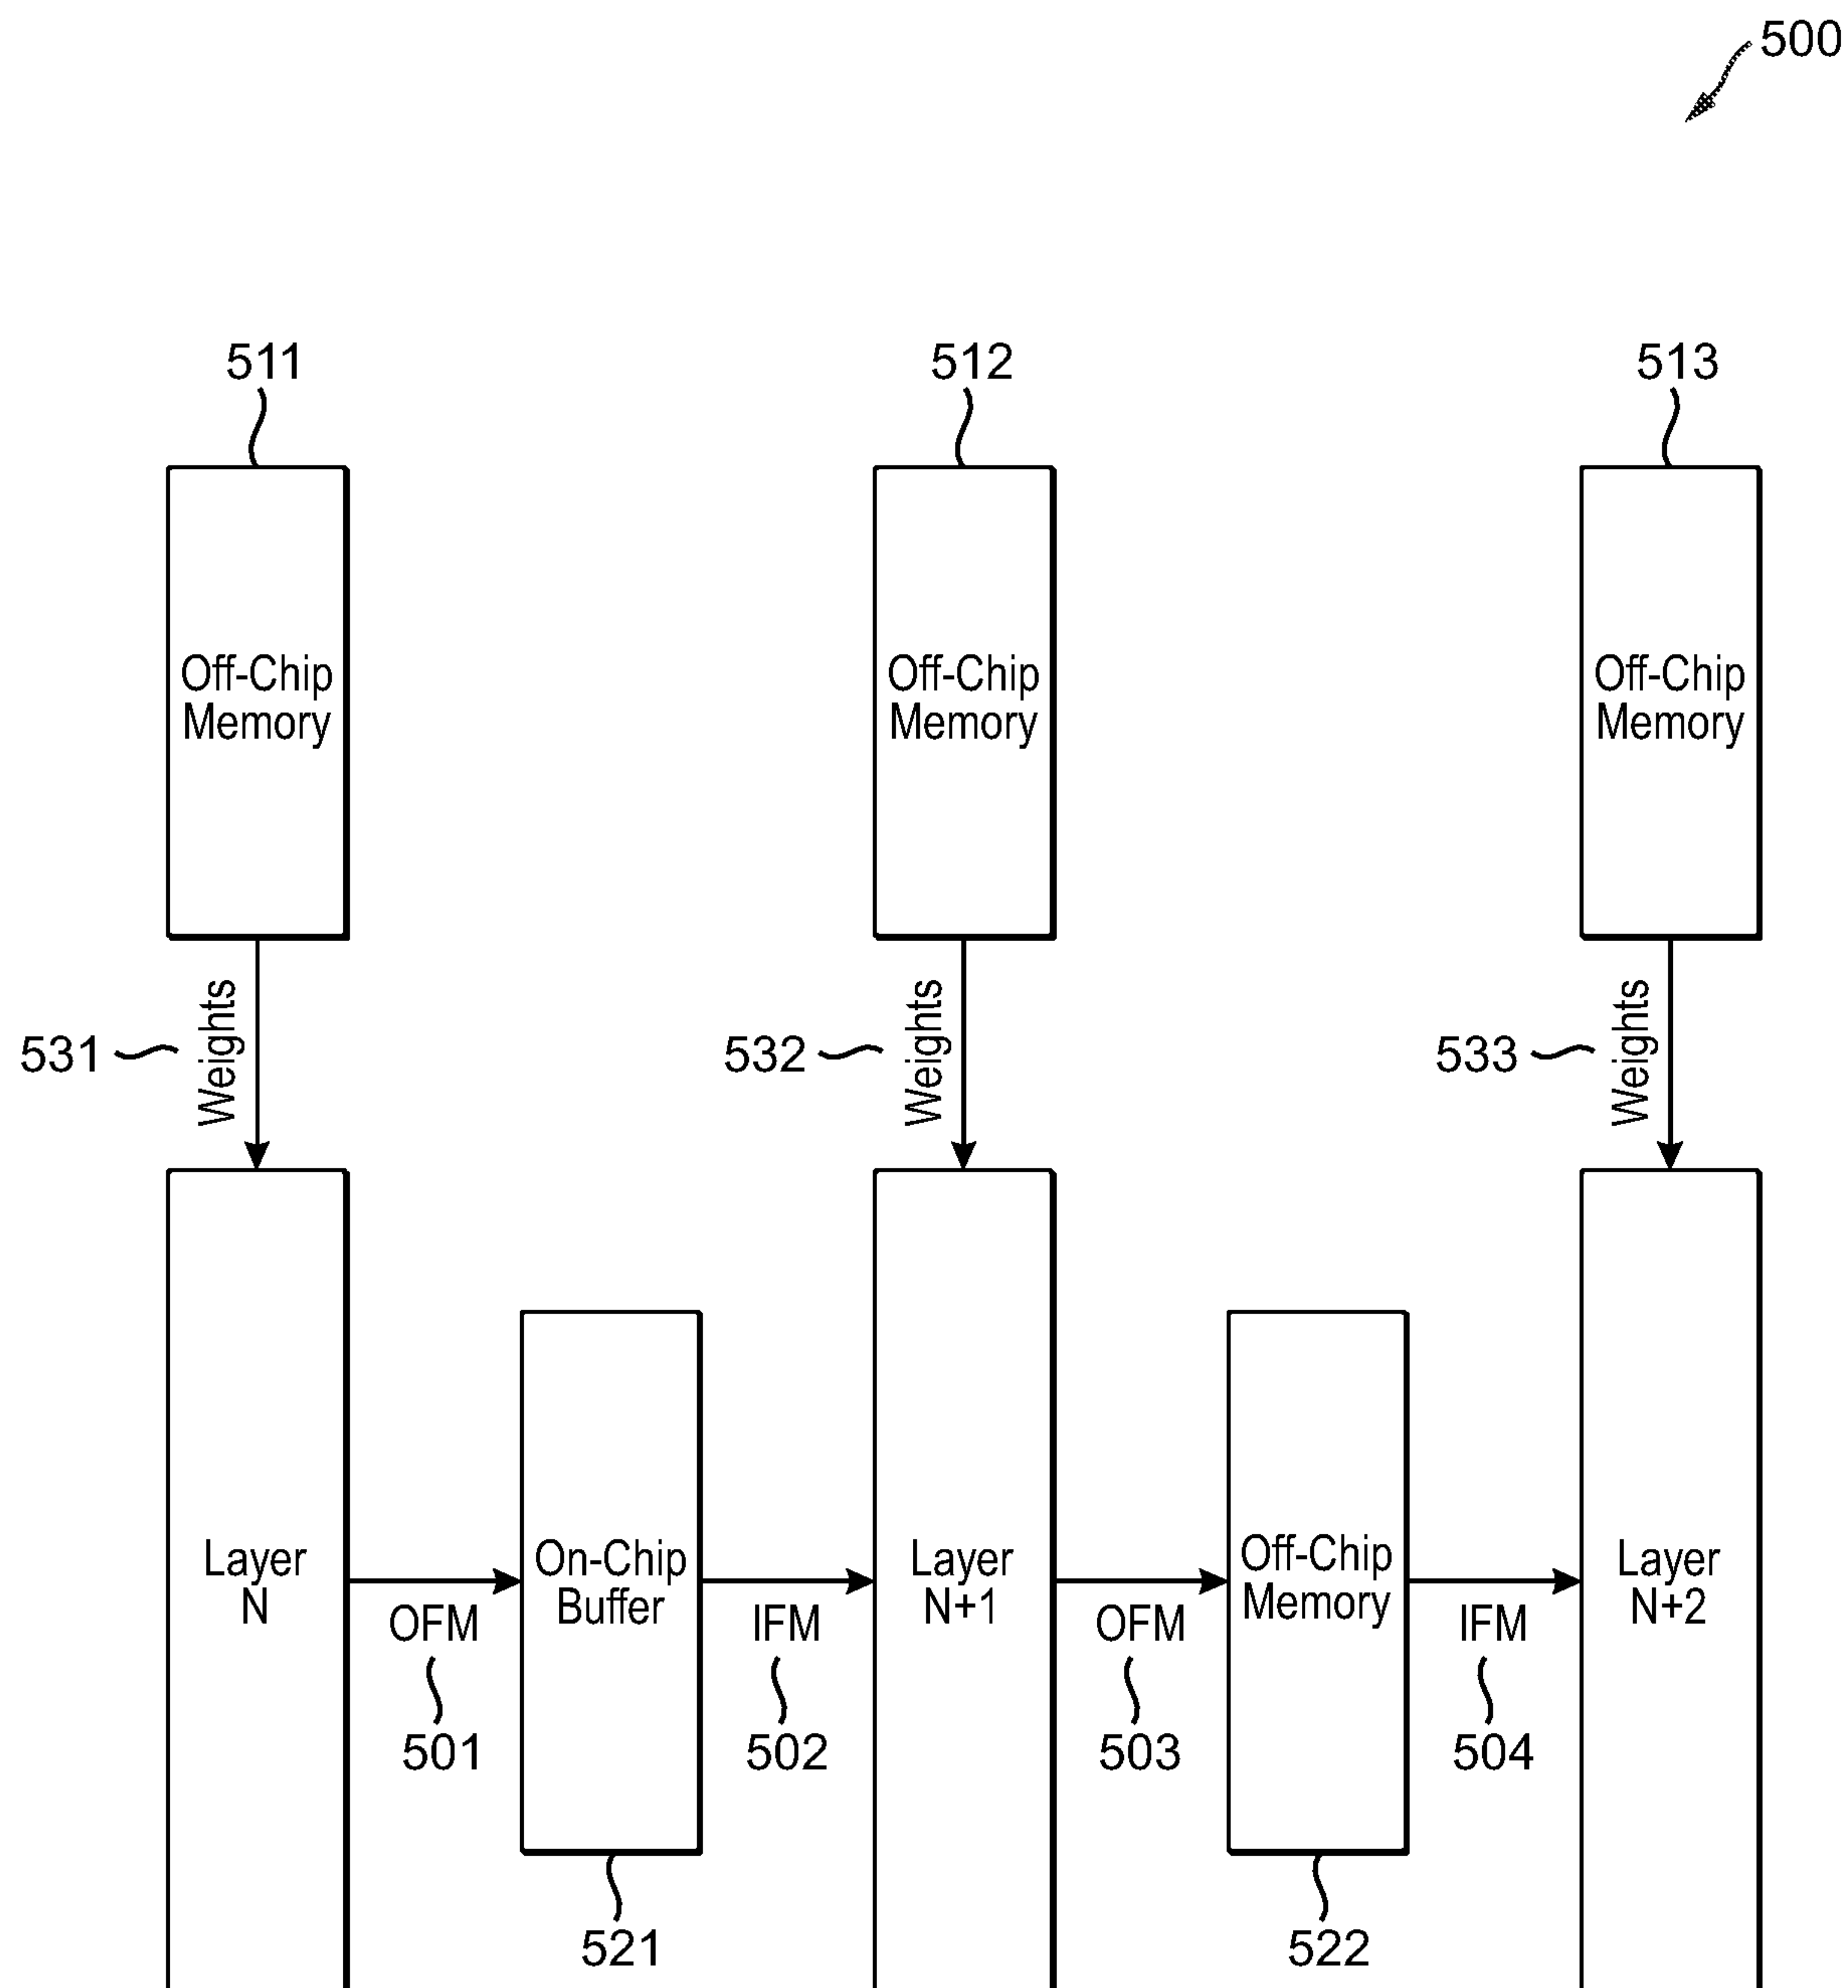 500
511
512
513
Off-Chip
Memory
Off-Chip
Memory
Off-Chip
Memory
531
Weights
532
Weights
533
Weights
Layer
N
OFM
501
On-Chip
Buffer
521
IFM
502
Layer
N+1
OFM
503
Off-Chip
Memory
522
IFM
504
Layer
N+2